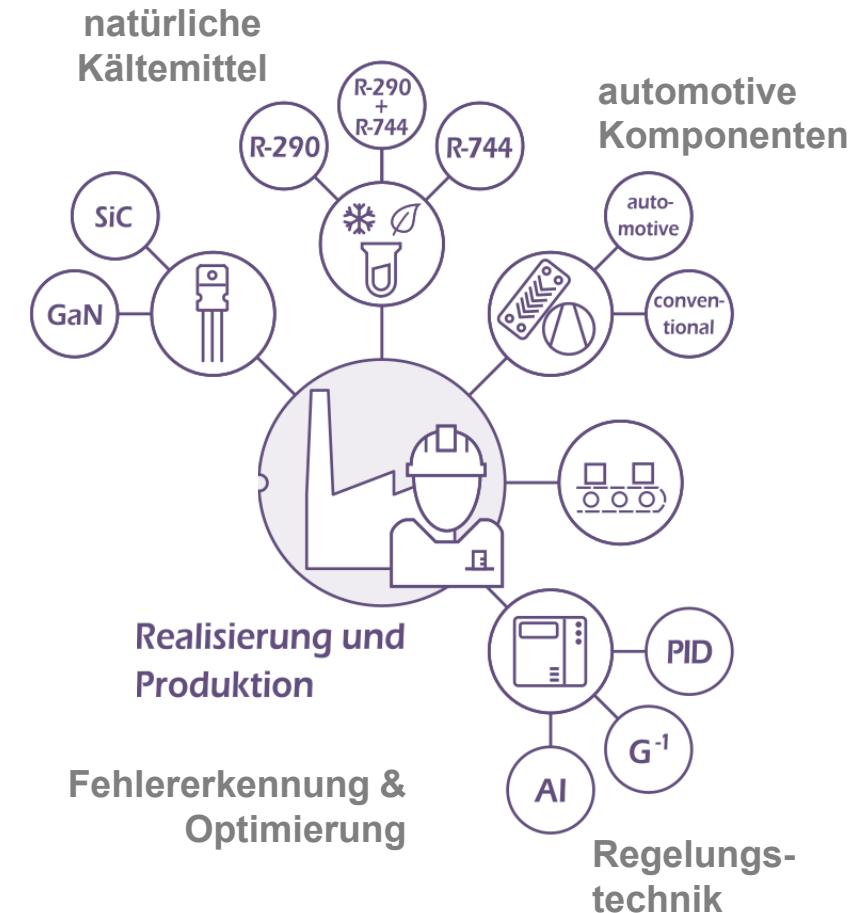 natürliche
Kältemittel
R-290
+
R-744
R-290
R-744
automotive
Komponenten
SiC
GaN
auto-
motive
conven-
tional
Realisierung und
Produktion
PID
G⁻¹
AI
Fehlererkennung &
Optimierung
Regelungs-
technik